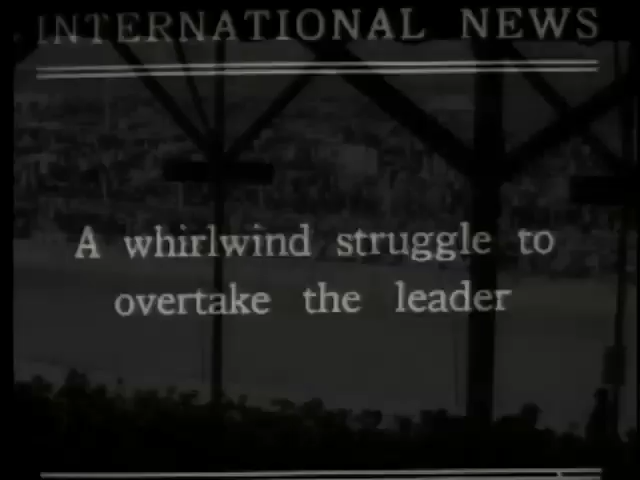 INTERNATIONAL NEWS
A whirlwind struggle to
overtake the leader